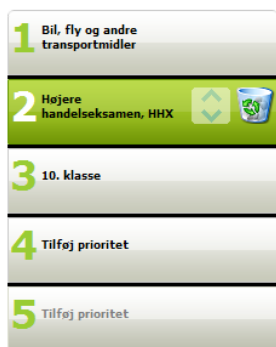 1 Bil, fly og andre
transportmidler
2 Højere
handelseksamen, HHX
3 10. klasse
4 Tilføj prioritet
5 Tilføj prioritet